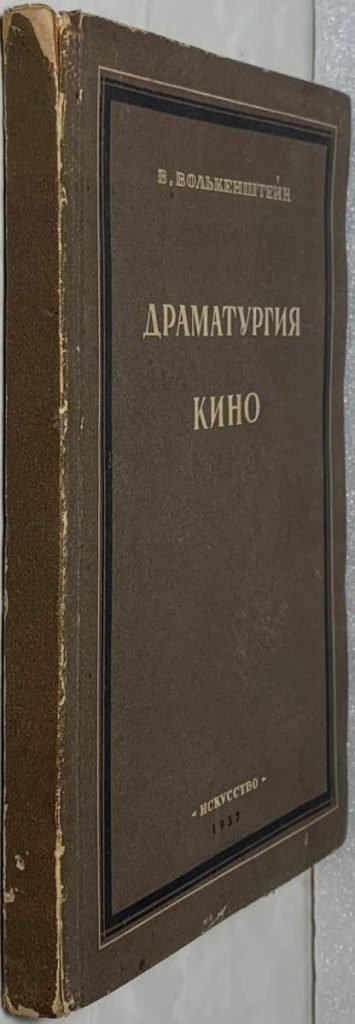 В. ВОЛЬКЕНШТЕЙН
ДРАМАТУРГИЯ
КИНО
«ИСКУССТВО»
1937